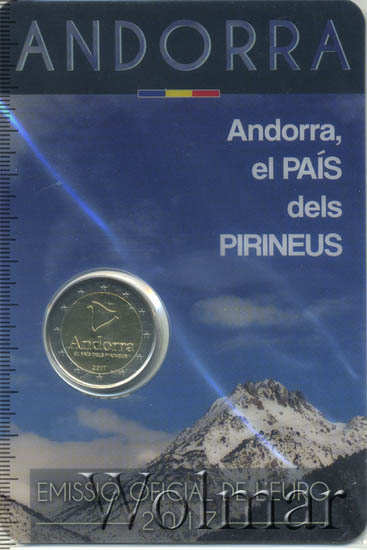 ANDORRA
Andorra,
el PAÍS
dels
PIRINEUS
Andorra
EL PAÍS DELS PIRINEUS
2017
EMISSIÓ OFICIAL DE L'EURO
2017
Wolmar